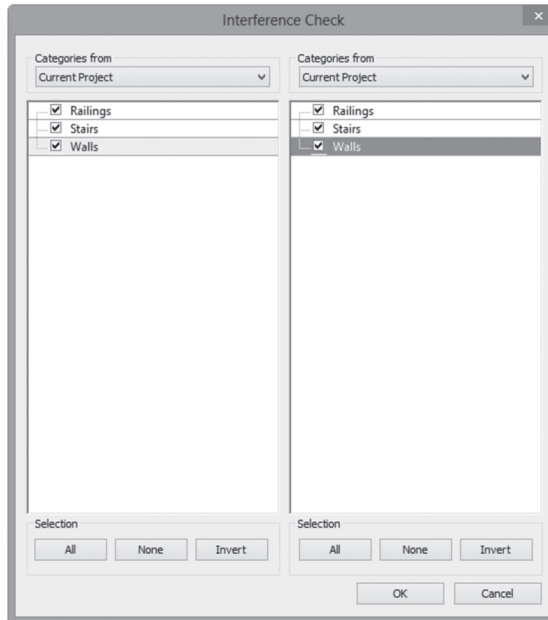 Interference Check
Categories from
Current Project
Railings
Stairs
Walls
Selection
All None Invert
Categories from
Current Project
Railings
Stairs
Walls
Selection
All None Invert
OK Cancel